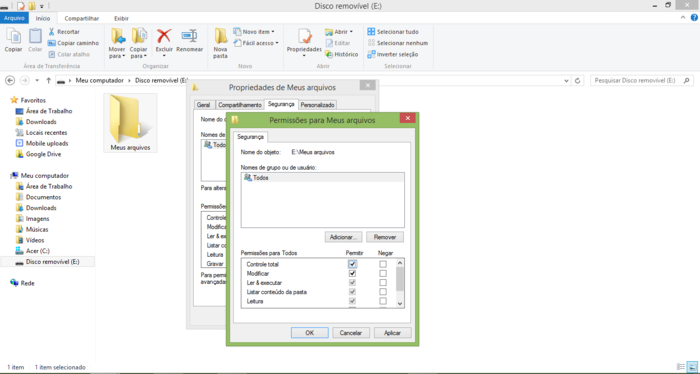 Disco removível (E:)
Arquivo Início Compartilhar Exibir
Copiar
Colar
Recortar
Copiar caminho
Colar atalho
Área de Transferência
Mover para
Copiar para
Excluir
Renomear
Organizar
Nova pasta
Novo item
Fácil acesso
Novo
Propriedades
Abrir
Editar
Histórico
Abrir
Selecionar tudo
Selecionar nenhum
Inverter seleção
Selecionar
Meu computador Disco removível (E:
Pesquisar Disco removível (E:)
Favoritos
Área de Trabalho
Downloads
Locais recentes
Mobile uploads
Google Drive
Meu computador
Área de Trabalho
Documentos
Downloads
Imagens
Músicas
Vídeos
Acer (C:)
Disco removível (E:)
Rede
Meus arquivos
Propriedades de Meus arquivos
Geral Compartilhamento Segurança Personalizado
Nome do o
Nomes de
Todo
Para altera
Permissões
Controle
Modifica
Ler & e
Listar co
Leitura
Gravar
Para permi
avançadas
Permissões para Meus arquivos
Segurança
Nome do objeto: E:\Meus arquivos
Nomes de grupo ou de usuário:
Todos
Adicionar... Remover
Permissões para Todos Permitir Negar
Controle total
Modificar
Ler & executar
Listar conteúdo da pasta
Leitura
OK Cancelar Aplicar
1 item 1 item selecionado